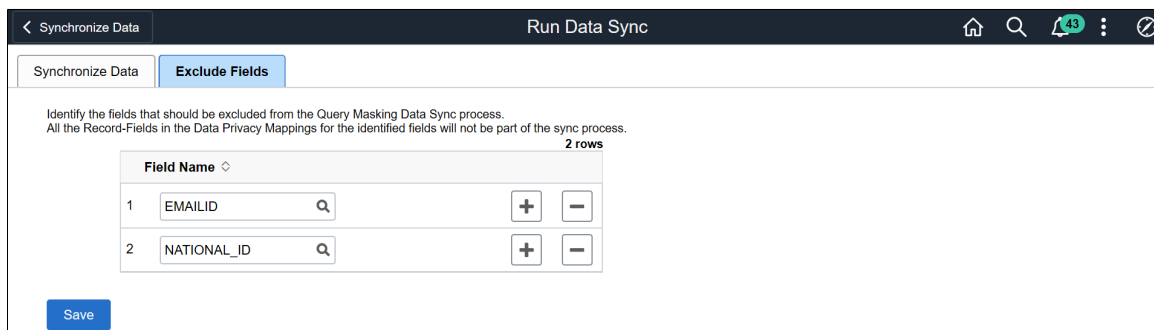 Synchronize Data
Run Data Sync
43
Synchronize Data
Exclude Fields
Identify the fields that should be excluded from the Query Masking Data Sync process.
All the Record-Fields in the Data Privacy Mappings for the identified fields will not be part of the sync process.
2 rows
Field Name
1 EMAILID
2 NATIONAL_ID
Save